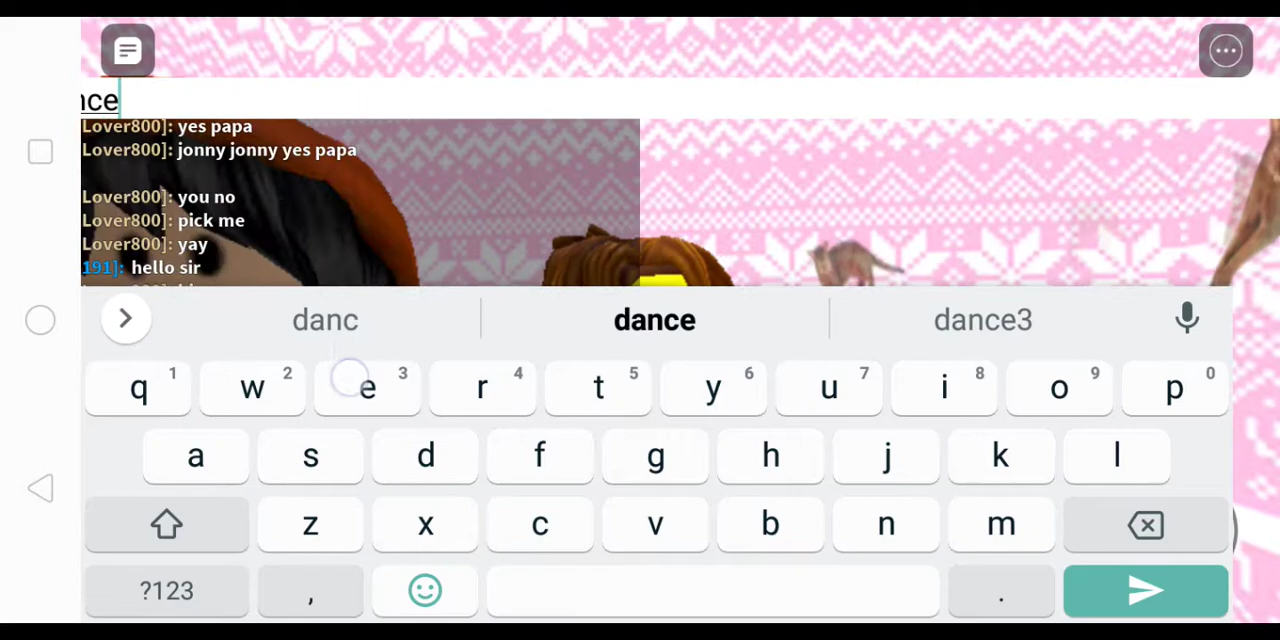 nce
Lover800]: yes papa
Lover800]: jonny jonny yes papa
Lover800]: you no
Lover800]: pick me
Lover800]: yay
191]: hello sir
danc dance dance3
q 1 w 2 e 3 r 4 t 5 y 6 u 7 i 8 o 9 p 0
a s d f g h j k l
z x c v b n m
?123 , .